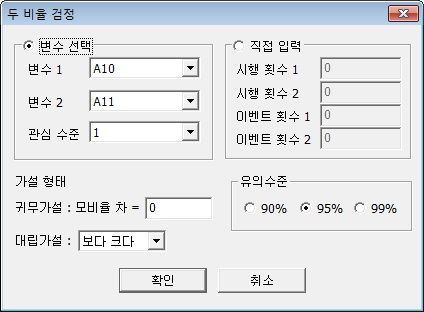 두 비율 검정
변수 선택
변수 1 A10
변수 2 A11
관심 수준 1
직접 입력
시행 횟수 1 0
시행 횟수 2 0
이벤트 횟수 1 0
이벤트 횟수 2 0
가설 형태
귀무가설 : 모비율 차 = 0
대립가설 : 보다 크다
유의수준
90% 95% 99%
확인 취소